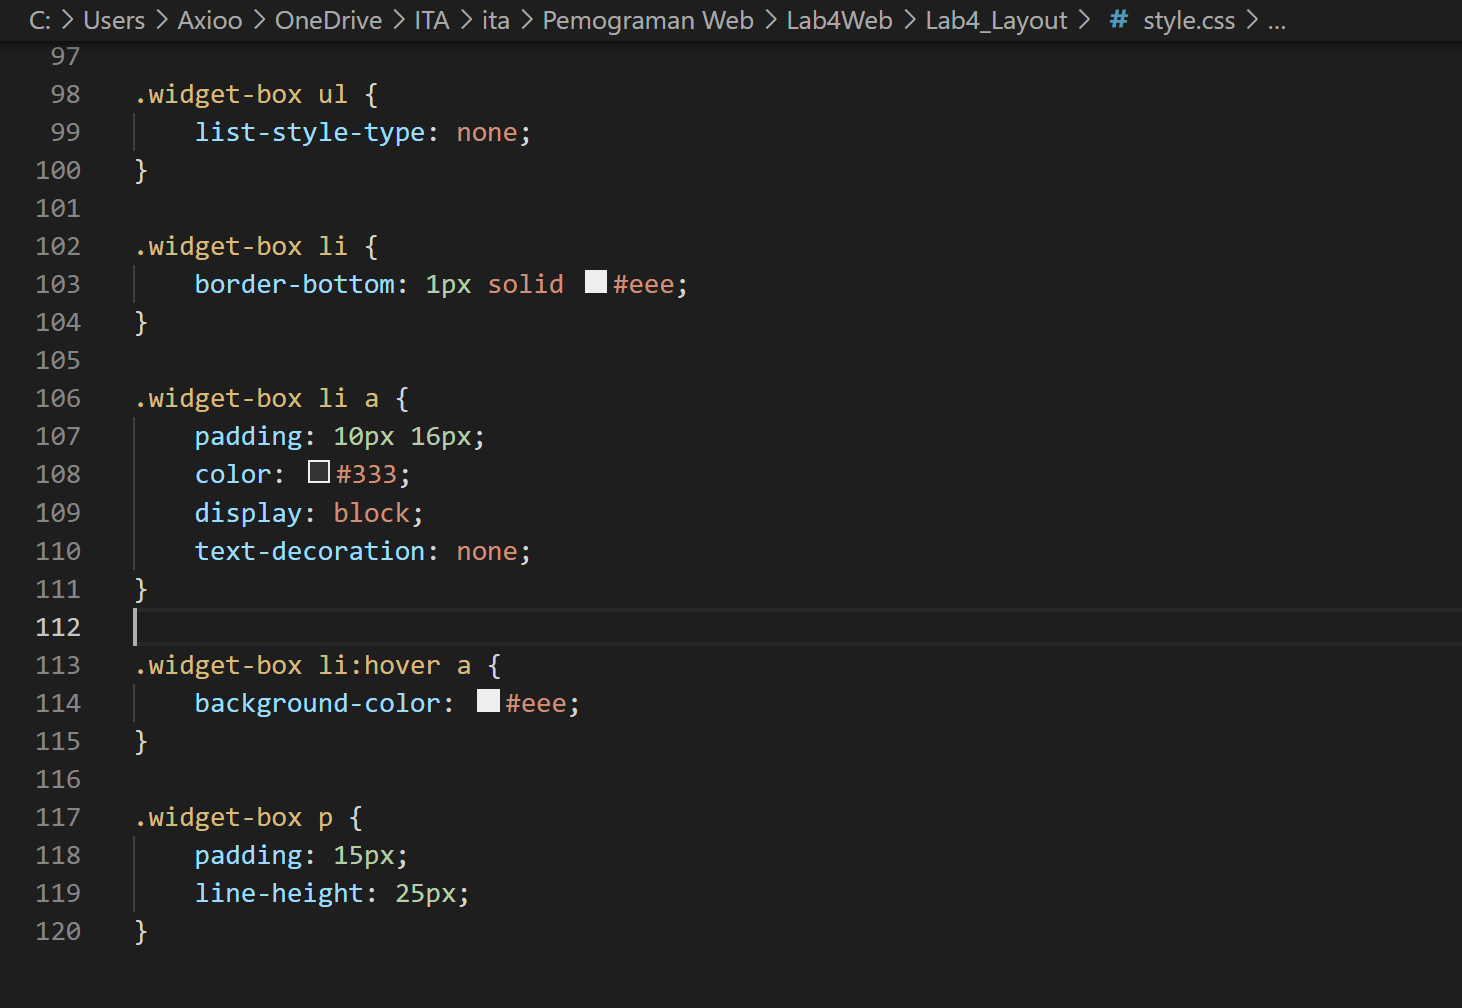 C: > Users > Axioo > OneDrive > ITA > ita > Pemograman Web > Lab4Web > Lab4_Layout > # style.css > ...
97
98 .widget-box ul {
99     list-style-type: none;
100 }
101
102 .widget-box li {
103     border-bottom: 1px solid #eee;
104 }
105
106 .widget-box li a {
107     padding: 10px 16px;
108     color: #333;
109     display: block;
110     text-decoration: none;
111 }
112
113 .widget-box li:hover a {
114     background-color: #eee;
115 }
116
117 .widget-box p {
118     padding: 15px;
119     line-height: 25px;
120 }